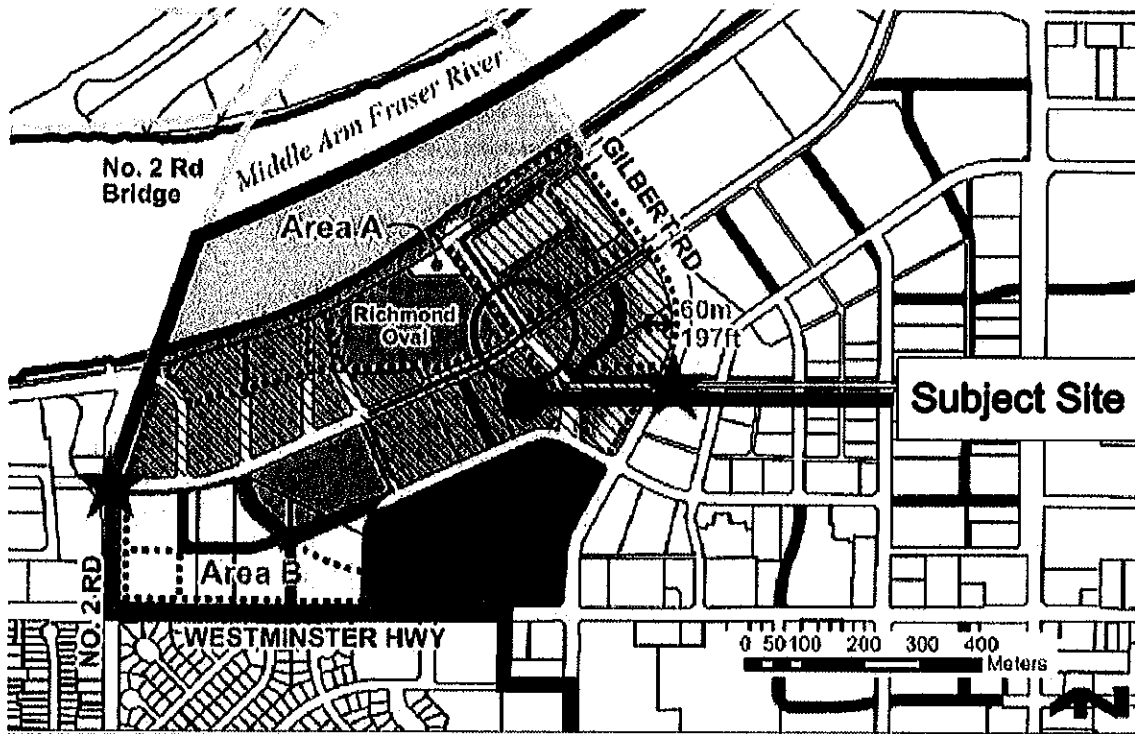 Middle Arm Fraser River
No. 2 Rd
Bridge
GILBERT RD
Area A
Richmond
Oval
60m
197ft
Subject Site
Area B
NO. 2 RD
WESTMINSTER HWY
0 50 100 200 300 400
Meters